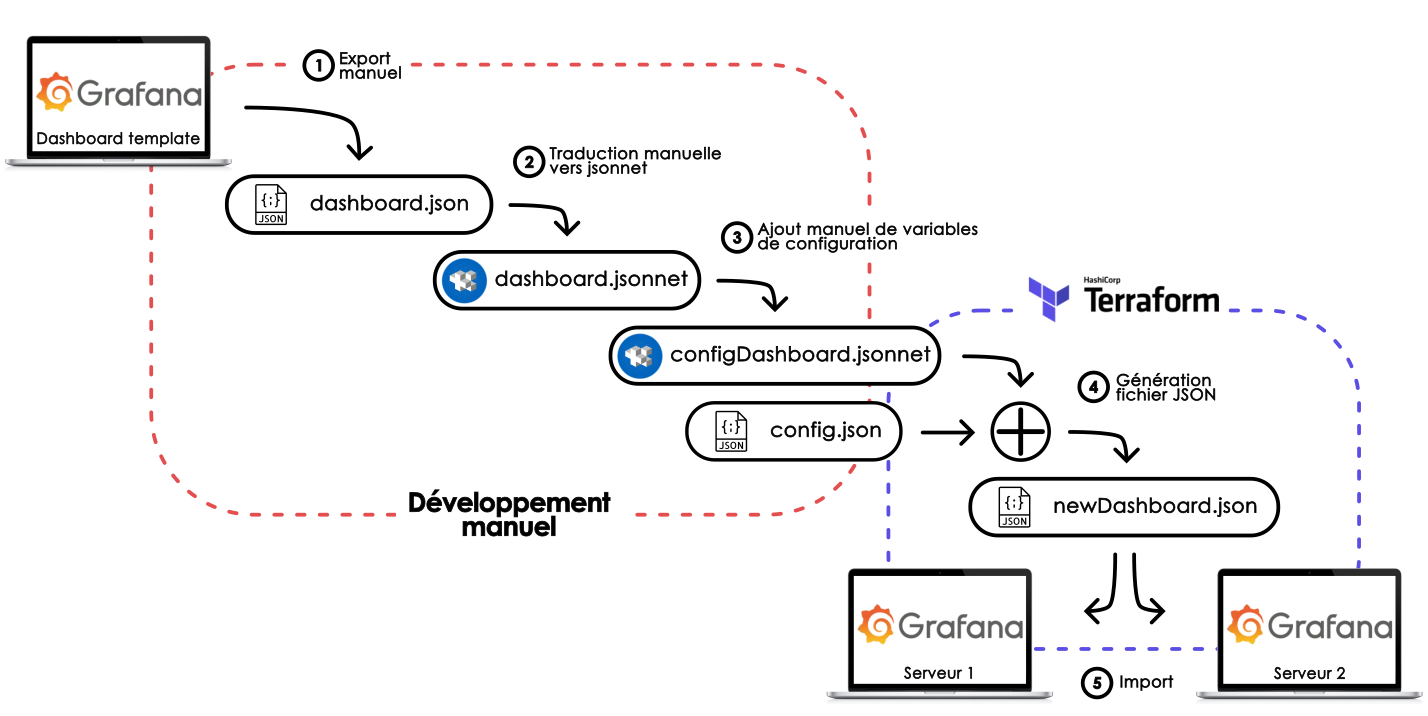 Grafana
Dashboard template
1
Export
manuel
2
Traduction manuelle
vers jsonnet
{;}
JSON
dashboard.json
3
Ajout manuel de variables
de configuration
dashboard.jsonnet
HashiCorp
Terraform
configDashboard.jsonnet
4
Génération
fichier JSON
{;}
JSON
config.json
Développement
manuel
{;}
JSON
newDashboard.json
Grafana
Serveur 1
5
Import
Grafana
Serveur 2